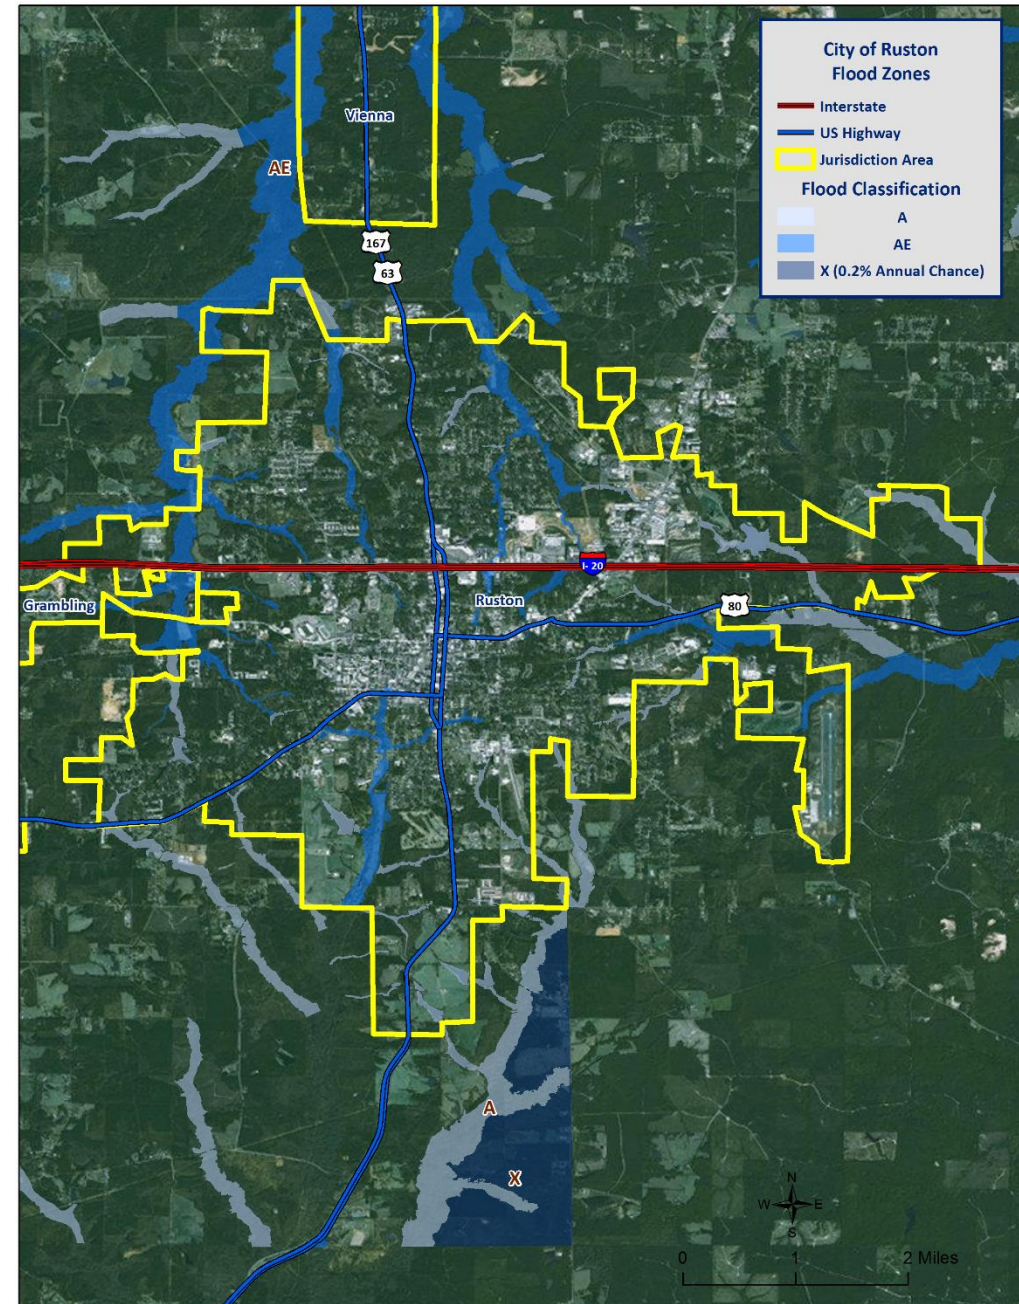 City of Ruston
Flood Zones
Interstate
US Highway
Jurisdiction Area
Flood Classification
A
AE
X (0.2% Annual Chance)
Vienna
AE
167
63
I-20
Grambling
Ruston
80
A
X
N
W E
S
0 1 2 Miles